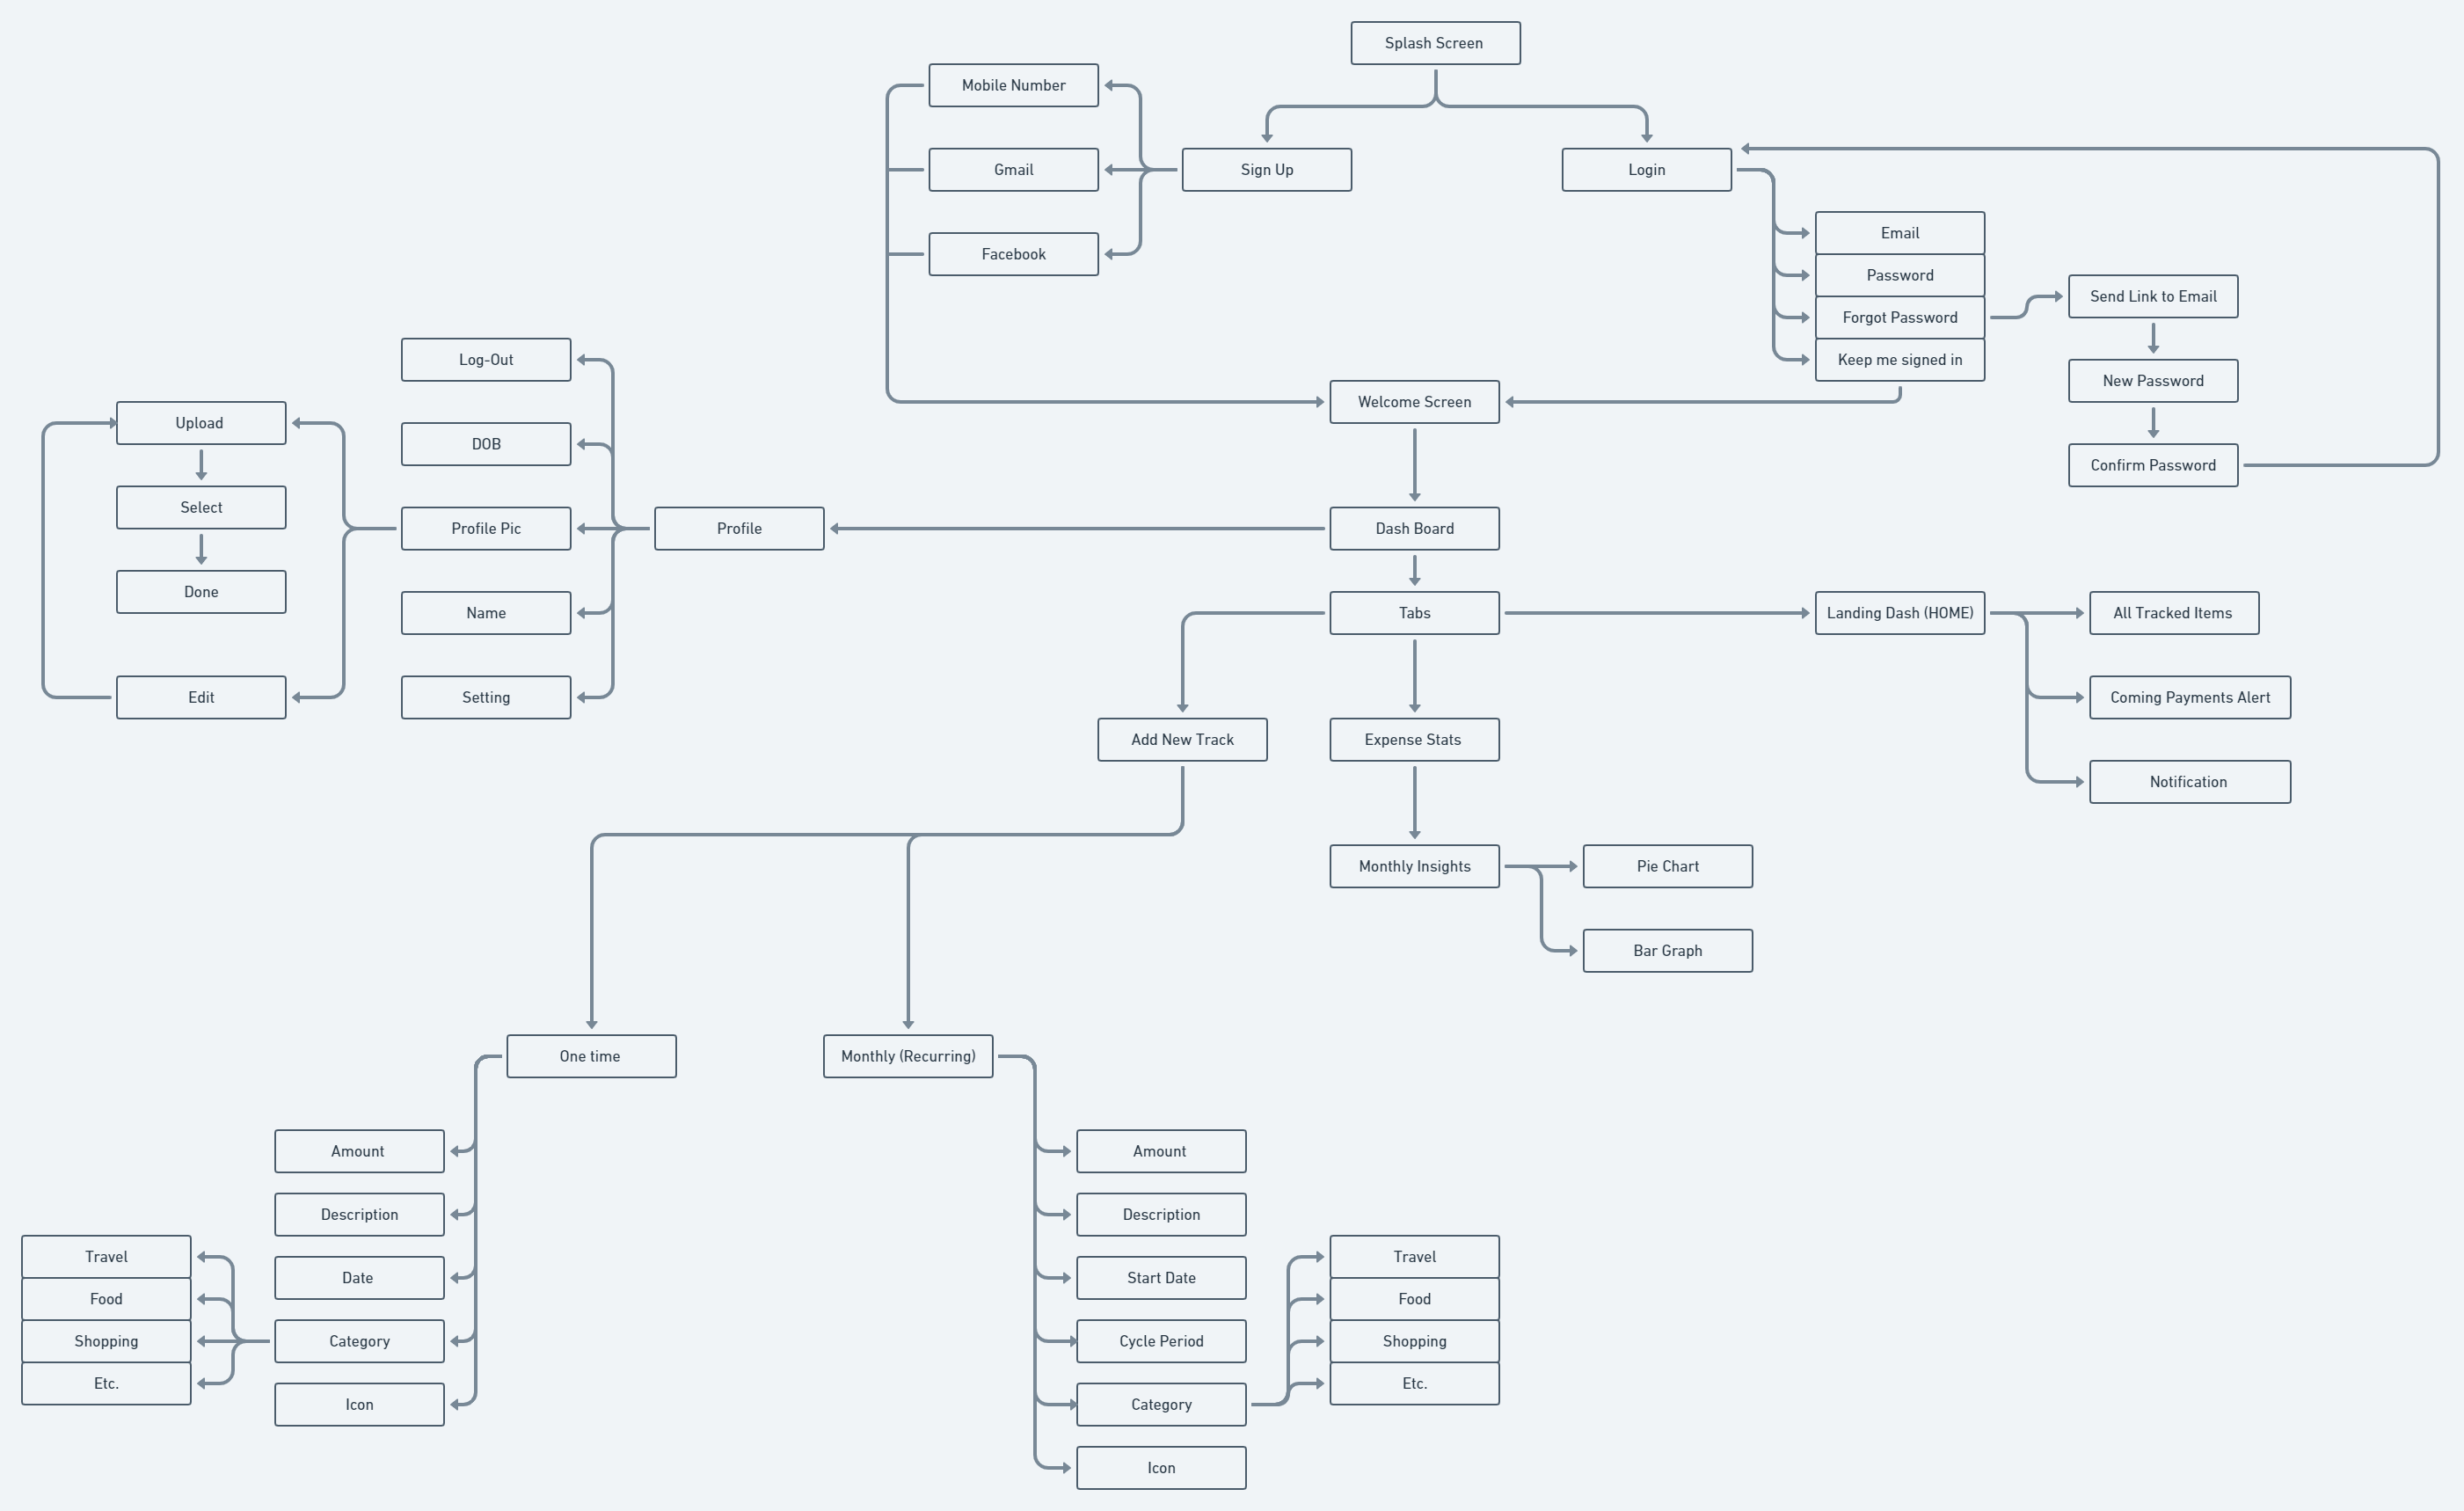 Splash Screen
Mobile Number
Gmail
Sign Up
Login
Facebook
Email
Password
Forgot Password
Keep me signed in
Send Link to Email
New Password
Confirm Password
Welcome Screen
Log-Out
DOB
Profile Pic
Name
Setting
Upload
Select
Done
Edit
Profile
Dash Board
Tabs
Landing Dash (HOME)
All Tracked Items
Coming Payments Alert
Notification
Add New Track
Expense Stats
Monthly Insights
Pie Chart
Bar Graph
One time
Monthly (Recurring)
Amount
Description
Date
Category
Icon
Travel
Food
Shopping
Etc.
Amount
Description
Start Date
Cycle Period
Category
Icon
Travel
Food
Shopping
Etc.